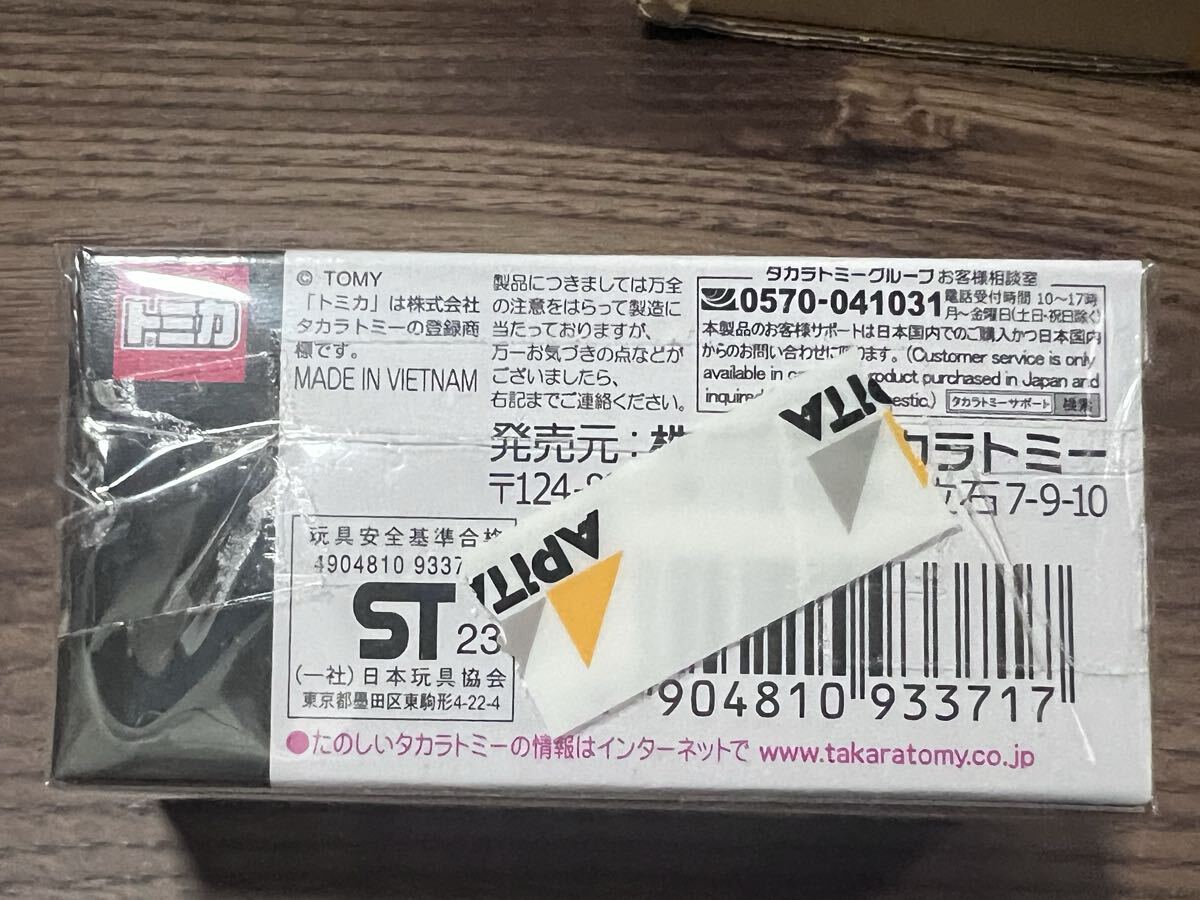 トミカ
© TOMY
「トミカ」は株式会社
タカラトミーの登録商
標です。
MADE IN VIETNAM
製品につきましては万全
の注意をはらって製造に
当たっておりますが、
万一お気づきの点などが
ございましたら、
右記までご連絡ください。
タカラトミーグループ お客様相談室
0570-041031 電話受付時間 10〜17時
月〜金曜日(土日・祝日除く)
本製品のお客様サポートは日本国内でのご購入かつ日本国内
からのお問い合わせに ます。(Customer service is only
available in product purchased in Japan and
タカラトミーサポート 検索
発売元:株 カラトミー
〒124- 立石7-9-10
APiTA
APiTA
玩具安全基準合格
4904810 9337
ST 23
(一社)日本玩具協会
東京都墨田区東駒形4-22-4
904810 933717
●たのしいタカラトミーの情報はインターネットで www.takaratomy.co.jp